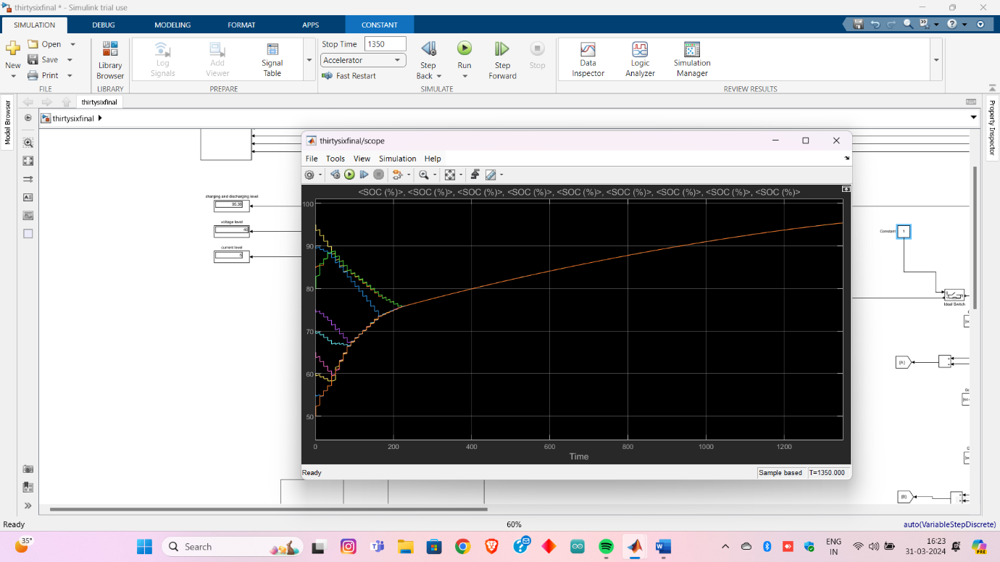 thirtysixfinal * - Simulink trial use
SIMULATION DEBUG MODELING FORMAT APPS CONSTANT
New
Open
Save
Print
FILE
Library
Browser
LIBRARY
Log
Signals
Add
Viewer
Signal
Table
PREPARE
Stop Time 1350
Accelerator
Fast Restart
Step
Back
Run
Step
Forward
Stop
SIMULATE
Data
Inspector
Logic
Analyzer
Simulation
Manager
REVIEW RESULTS
Model Browser
thirtysixfinal
thirtysixfinal
Property Inspector
charging and discharging level
95.38
voltage level
40
current level
5
thirtysixfinal/scope
File Tools View Simulation Help
<SOC (%)>, <SOC (%)>, <SOC (%)>, <SOC (%)>, <SOC (%)>, <SOC (%)>, <SOC (%)>, <SOC (%)>, <SOC (%)>
100
90
80
70
60
50
0 200 400 600 800 1000 1200
Time
Ready Sample based T=1350.000
Constant 1
Ideal Switch
[A]
[B]
Ready 60% auto(VariableStepDiscrete)
35°
Search
ENG
IN
16:23
31-03-2024
PRE